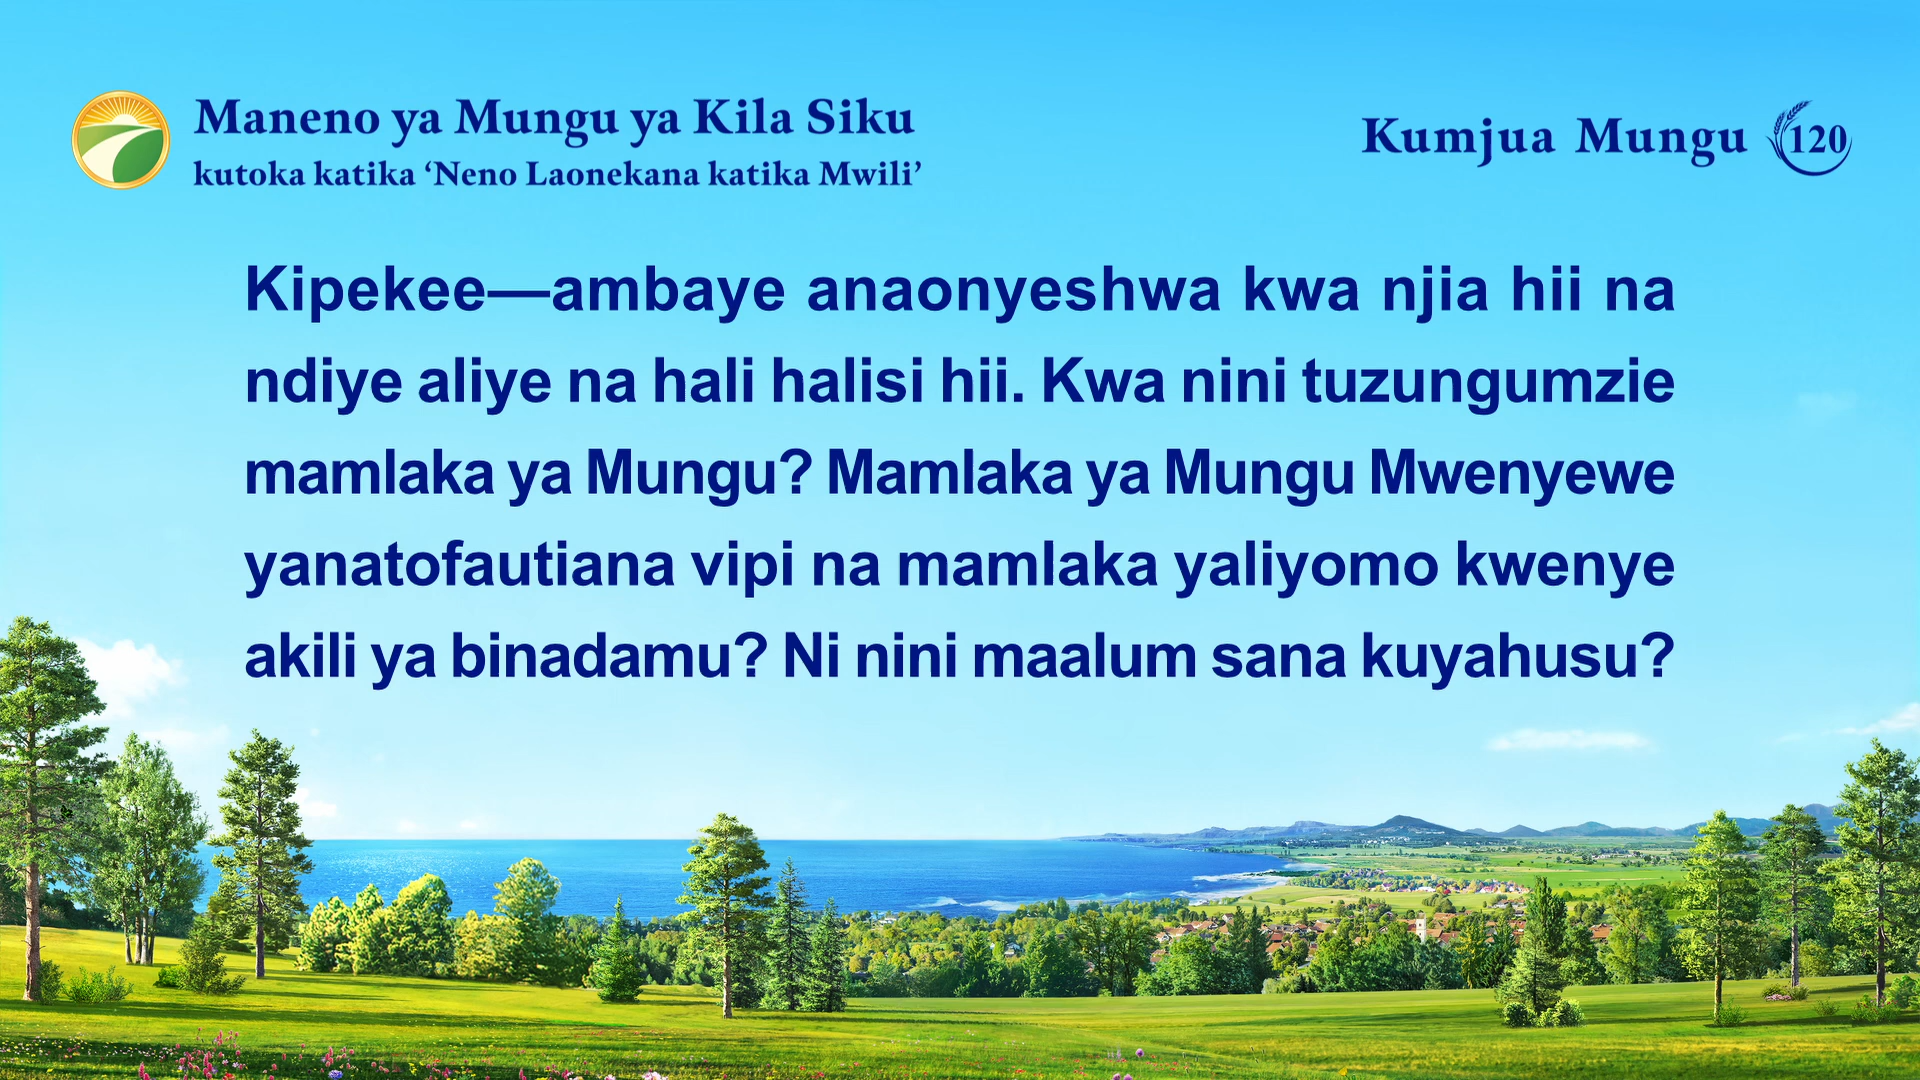 Maneno ya Mungu ya Kila Siku
kutoka katika ‘Neno Laonekana katika Mwili’
Kumjua Mungu 120
Kipekee—ambaye anaonyeshwa kwa njia hii na
ndiye aliye na hali halisi hii. Kwa nini tuzungumzie
mamlaka ya Mungu? Mamlaka ya Mungu Mwenyewe
yanatofautiana vipi na mamlaka yaliyomo kwenye
akili ya binadamu? Ni nini maalum sana kuyahusu?